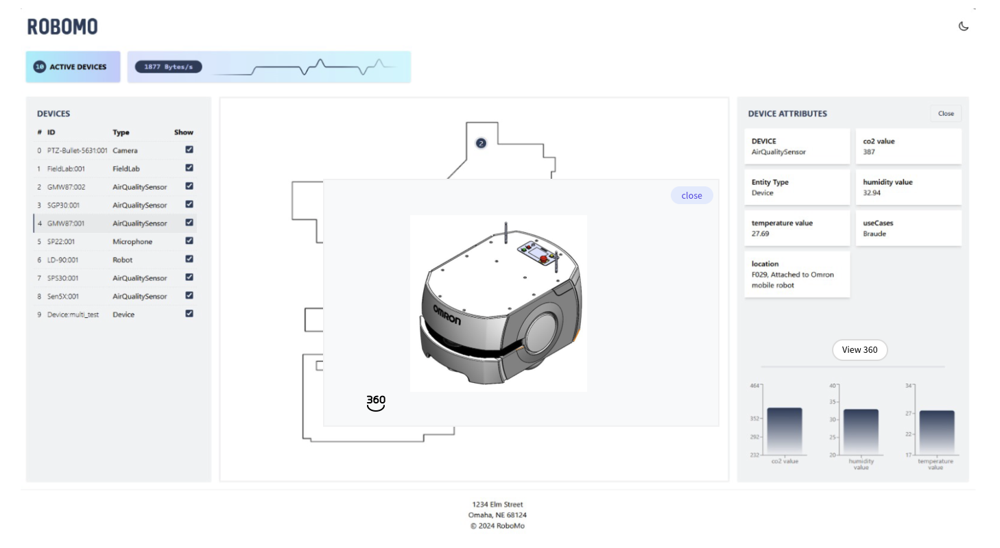 ROBOMO
10 ACTIVE DEVICES
1877 Bytes/s
DEVICES
# ID Type Show
0 PTZ-Bullet-5631:001 Camera
1 FieldLab:001 FieldLab
2 GMW87:002 AirQualitySensor
3 SGP30:001 AirQualitySensor
4 GMW87:001 AirQualitySensor
5 SP22:001 Microphone
6 LD-90:001 Robot
7 SPS30:001 AirQualitySensor
8 Sen5X:001 AirQualitySensor
9 Device:multi_test Device
2
close
OMRON
360
DEVICE ATTRIBUTES
Close
DEVICE
AirQualitySensor
co2 value
387
Entity Type
Device
humidity value
32.94
temperature value
27.69
useCases
Braude
location
F029, Attached to Omron
mobile robot
View 360
464
352
292
232
co2 value
40
35
30
25
20
humidity
value
34
27
22
17
temperature
value
1234 Elm Street
Omaha, NE 68124
© 2024 RoboMo